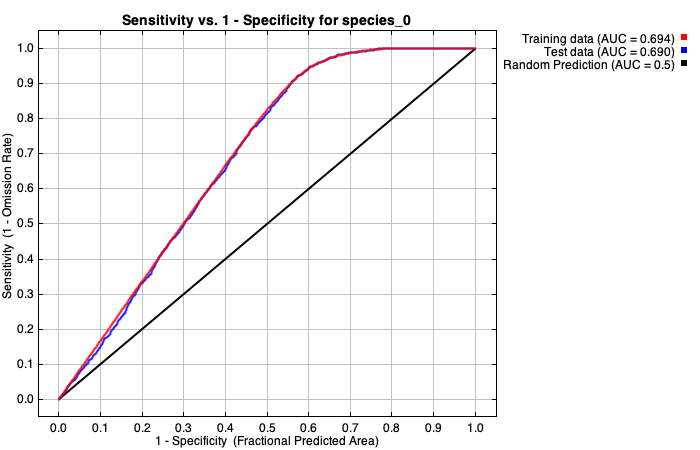 Sensitivity vs. 1 - Specificity for species_0
Training data (AUC = 0.694)
Test data (AUC = 0.690)
Random Prediction (AUC = 0.5)
Sensitivity (1 - Omission Rate)
1.0
0.9
0.8
0.7
0.6
0.5
0.4
0.3
0.2
0.1
0.0
0.0 0.1 0.2 0.3 0.4 0.5 0.6 0.7 0.8 0.9 1.0
1 - Specificity (Fractional Predicted Area)